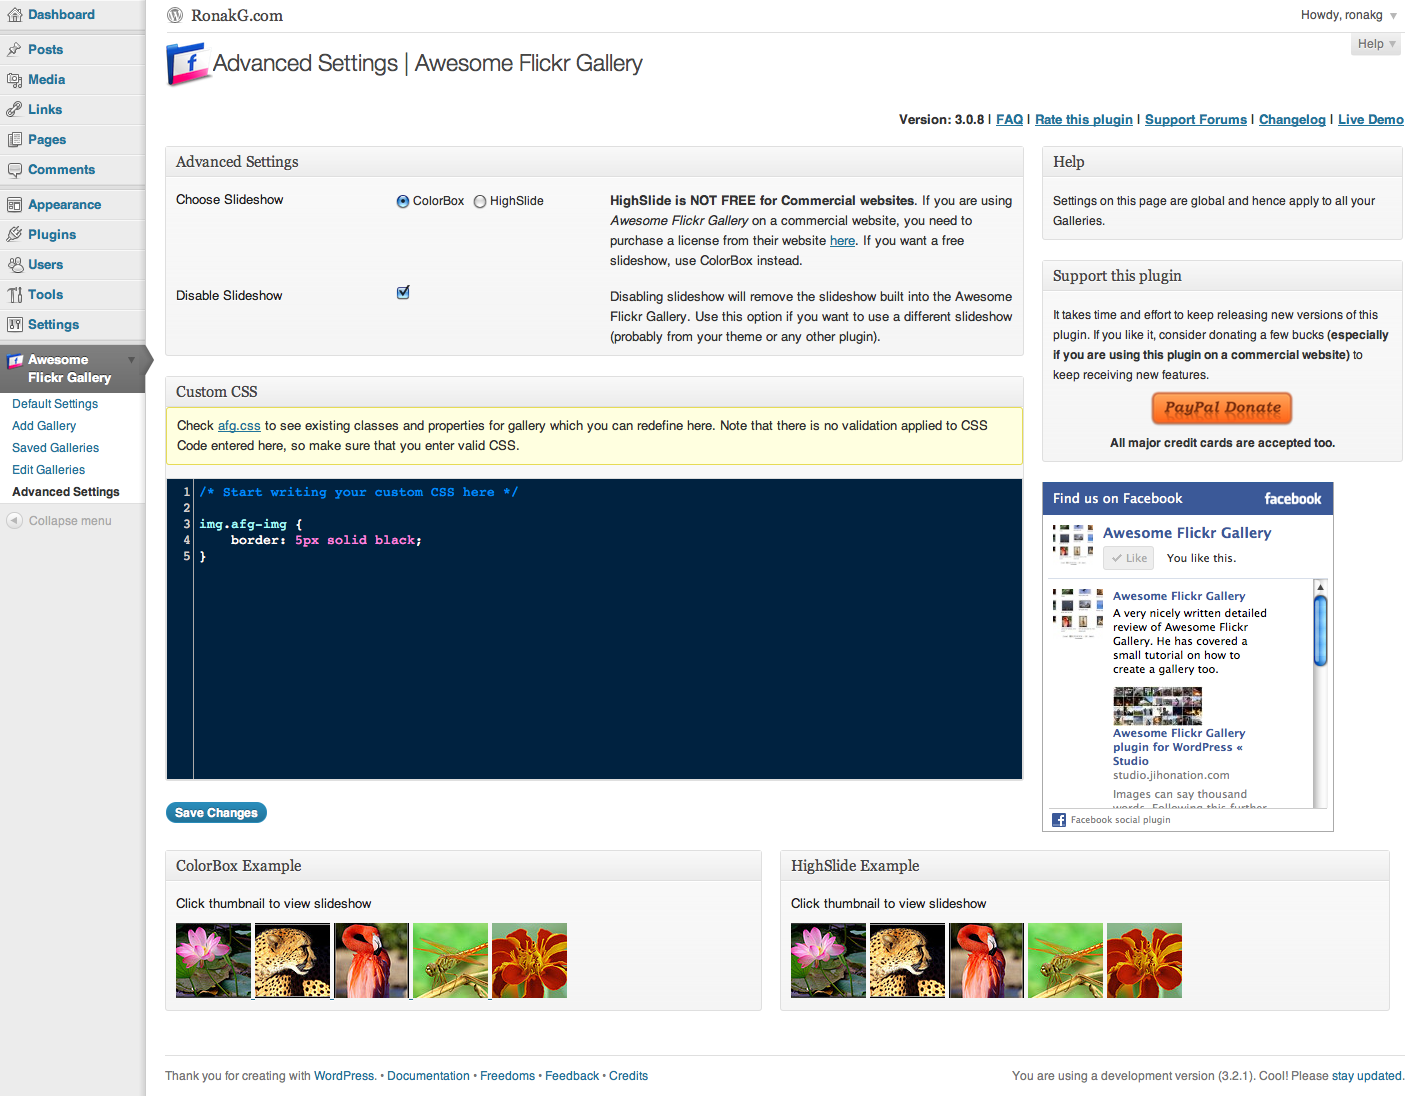 Dashboard
Posts
Media
Links
Pages
Comments
Appearance
Plugins
Users
Tools
Settings
Awesome
Flickr Gallery
Default Settings
Add Gallery
Saved Galleries
Edit Galleries
Advanced Settings
Collapse menu
RonakG.com
Howdy, ronakg
Help
Advanced Settings | Awesome Flickr Gallery
Version: 3.0.8 | FAQ | Rate this plugin | Support Forums | Changelog | Live Demo
Advanced Settings
Choose Slideshow
ColorBox HighSlide
HighSlide is NOT FREE for Commercial websites. If you are using
Awesome Flickr Gallery on a commercial website, you need to
purchase a license from their website here. If you want a free
slideshow, use ColorBox instead.
Disable Slideshow
Disabling slideshow will remove the slideshow built into the Awesome
Flickr Gallery. Use this option if you want to use a different slideshow
(probably from your theme or any other plugin).
Custom CSS
Check afg.css to see existing classes and properties for gallery which you can redefine here. Note that there is no validation applied to CSS
Code entered here, so make sure that you enter valid CSS.
1 /* Start writing your custom CSS here */
2
3 img.afg-img {
4     border: 5px solid black;
5 }
Save Changes
Help
Settings on this page are global and hence apply to all your
Galleries.
Support this plugin
It takes time and effort to keep releasing new versions of this
plugin. If you like it, consider donating a few bucks (especially
if you are using this plugin on a commercial website) to
keep receiving new features.
PayPal Donate
All major credit cards are accepted too.
Find us on Facebook facebook
Awesome Flickr Gallery
Like You like this.
Awesome Flickr Gallery
A very nicely written detailed
review of Awesome Flickr
Gallery. He has covered a
small tutorial on how to
create a gallery too.
Awesome Flickr Gallery
plugin for WordPress «
Studio
studio.jihonation.com
Images can say thousand
words. Following this further
Facebook social plugin
ColorBox Example
Click thumbnail to view slideshow
HighSlide Example
Click thumbnail to view slideshow
Thank you for creating with WordPress. • Documentation • Freedoms • Feedback • Credits
You are using a development version (3.2.1). Cool! Please stay updated.